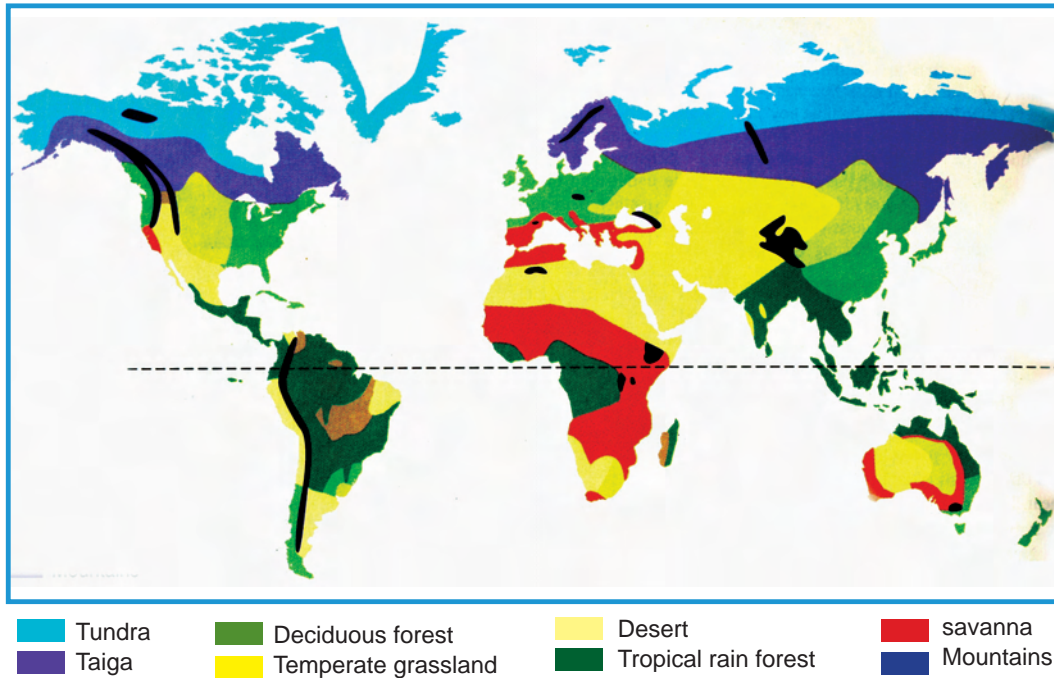 Tundra
Taiga
Deciduous forest
Temperate grassland
Desert
Tropical rain forest
savanna
Mountains